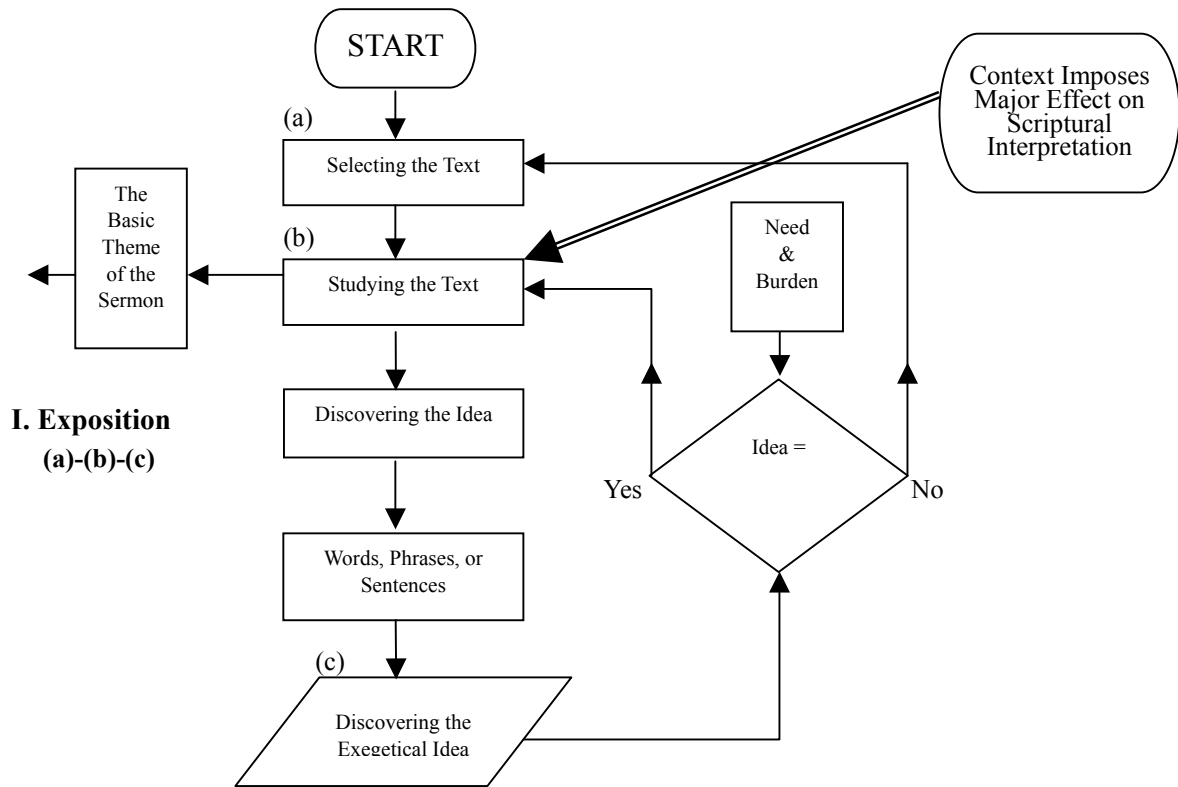 START
Context Imposes
Major Effect on
Scriptural
Interpretation
(a)
Selecting the Text
The
Basic
Theme
of the
Sermon
(b)
Studying the Text
Need
&
Burden
Discovering the Idea
I. Exposition
(a)-(b)-(c)
Idea =
Yes
No
Words, Phrases, or
Sentences
(c)
Discovering the
Exegetical Idea